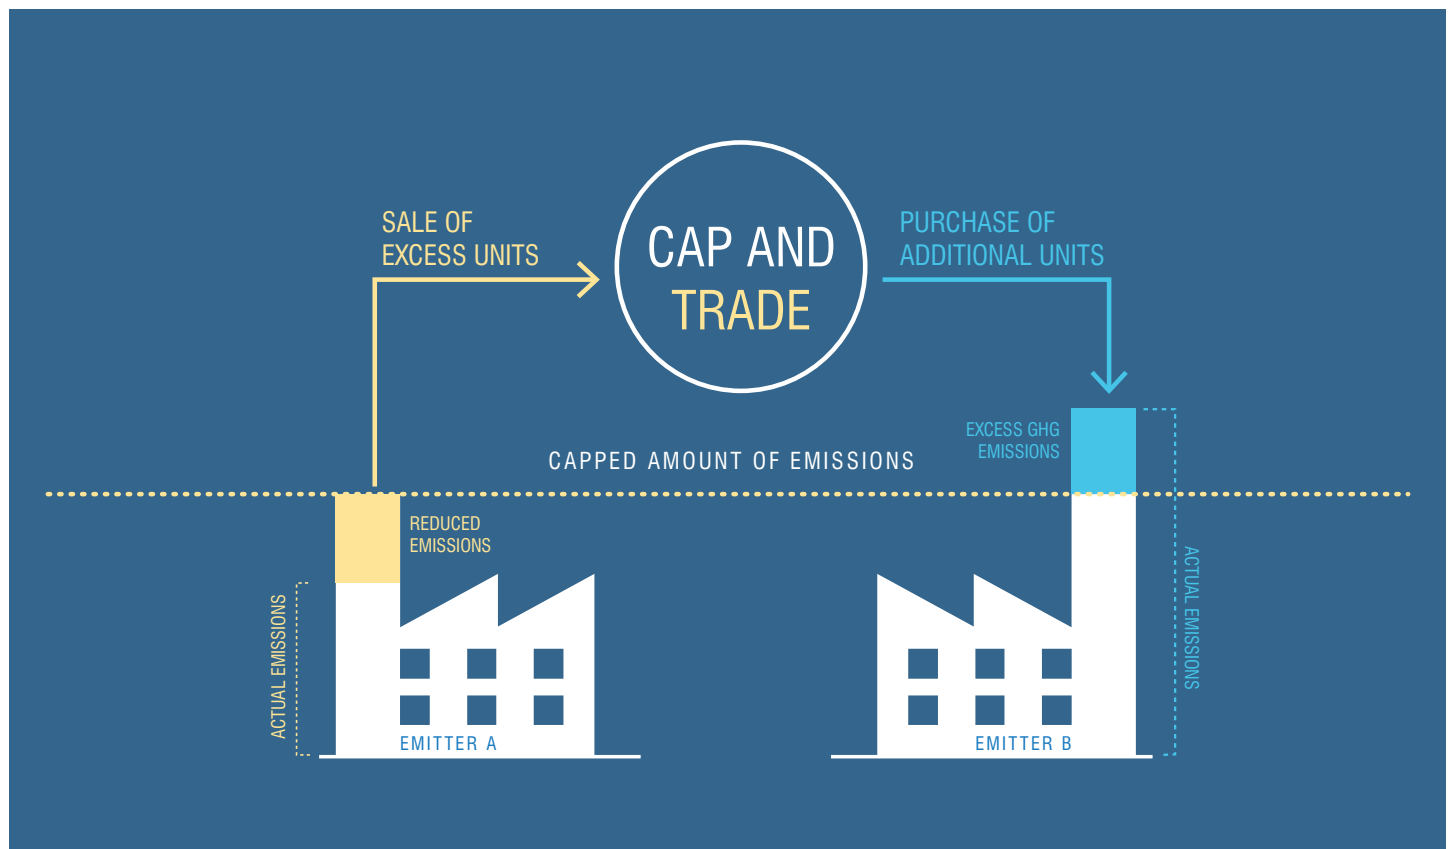 SALE OF
EXCESS UNITS
CAP AND
TRADE
PURCHASE OF
ADDITIONAL UNITS
EXCESS GHG
EMISSIONS
CAPPED AMOUNT OF EMISSIONS
REDUCED
EMISSIONS
ACTUAL EMISSIONS
ACTUAL EMISSIONS
EMITTER A
EMITTER B